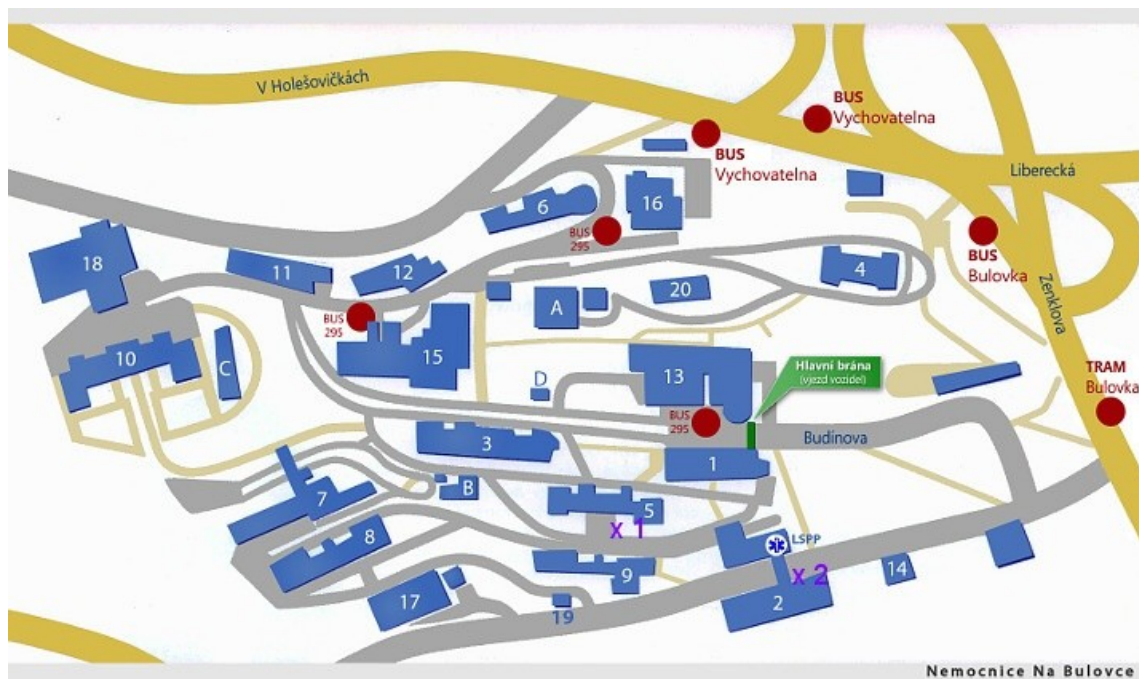 V Holešovičkách
BUS
Vychovatelna
BUS
Vychovatelna
Liberecká
6
16
BUS
295
BUS
Bulovka
18
11
12
4
Zenklova
A
20
BUS
295
10
C
15
13
Hlavní brána
(vjezd vozidel)
TRAM
Bulovka
D
BUS
295
Budínova
3
1
7
B
5
X 1
8
LSPP
9
X 2
14
17
19
2
Nemocnice Na Bulovce